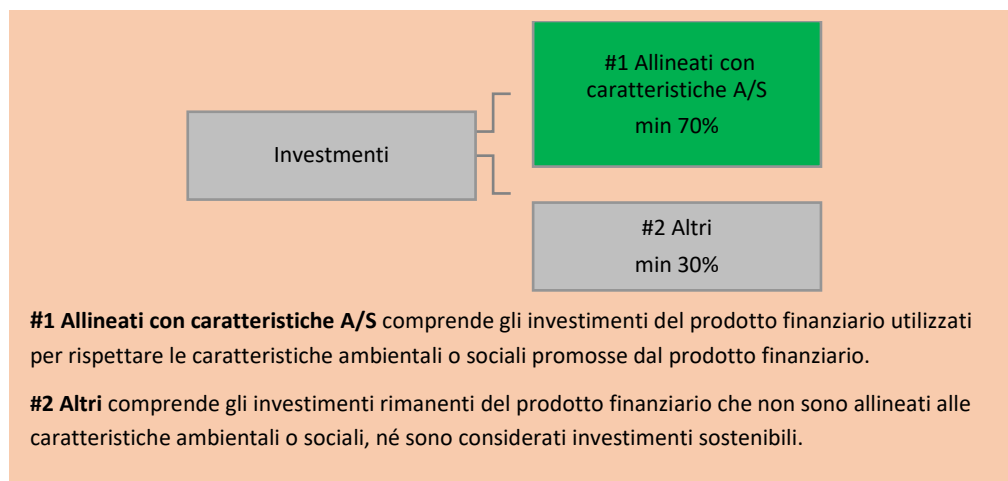 #1 Allineati con
caratteristiche A/S
min 70%
Investmenti
#2 Altri
min 30%
#1 Allineati con caratteristiche A/S comprende gli investimenti del prodotto finanziario utilizzati
per rispettare le caratteristiche ambientali o sociali promosse dal prodotto finanziario.
#2 Altri comprende gli investimenti rimanenti del prodotto finanziario che non sono allineati alle
caratteristiche ambientali o sociali, né sono considerati investimenti sostenibili.